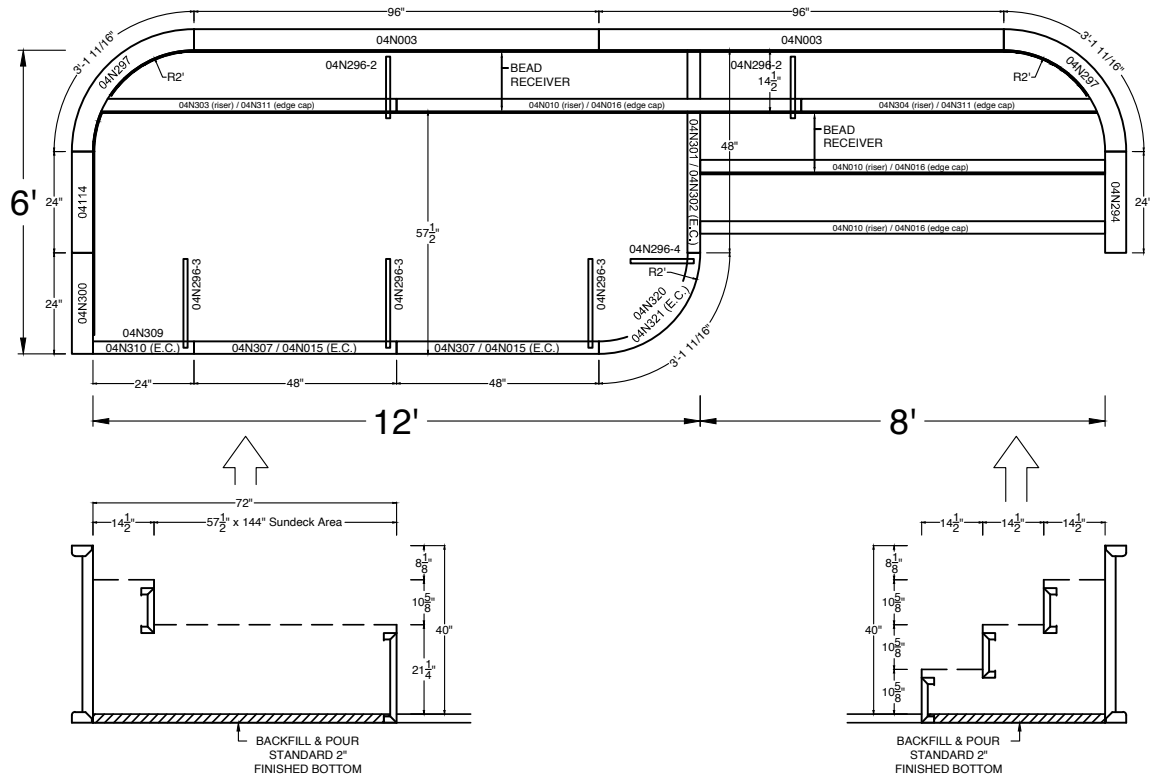 96"
96"
3'-1 11/16"
04N003
04N003
3'-1 11/16"
04N297
R2'
04N296-2
BEAD
RECEIVER
04N296-2
14 1/2"
R2'
04N297
04N303 (riser) / 04N311 (edge cap)
04N010 (riser) / 04N016 (edge cap)
04N304 (riser) / 04N311 (edge cap)
BEAD
RECEIVER
48"
04N301 / 04N302 (E.C.)
04N010 (riser) / 04N016 (edge cap)
6'
24"
04114
04N294
24"
57 1/2"
04N010 (riser) / 04N016 (edge cap)
04N296-4
R2'
24"
04N300
04N296-3
04N296-3
04N296-3
04N320
04N321 (E.C.)
3'-1 11/16"
04N309
04N310 (E.C.)
04N307 / 04N015 (E.C.)
04N307 / 04N015 (E.C.)
24"
48"
48"
12'
8'
72"
14 1/2"
57 1/2" x 144" Sundeck Area
8 1/8"
10 5/8"
21 1/4"
40"
BACKFILL & POUR
STANDARD 2"
FINISHED BOTTOM
14 1/2"
14 1/2"
14 1/2"
40"
8 1/8"
10 5/8"
10 5/8"
10 5/8"
BACKFILL & POUR
STANDARD 2"
FINISHED BOTTOM